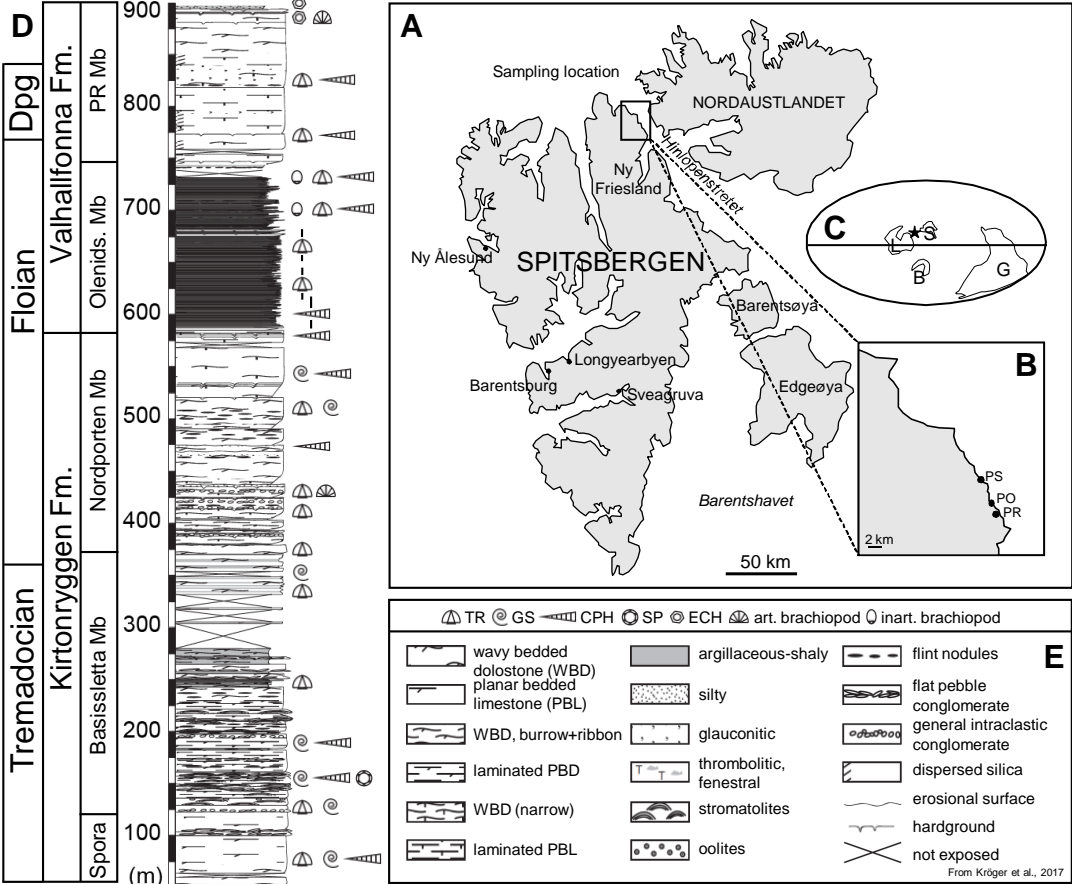 D
Dpg
Floian
Tremadocian
Valhallfonna Fm.
Kirtonryggen Fm.
PR Mb
Olenids. Mb
Nordporten Mb
Basissletta Mb
Spora
900
800
700
600
500
400
300
200
100
(m)
A
Sampling location
NORDAUSTLANDET
Hinlopenstretet
Ny
Friesland
Ny Ålesund
SPITSBERGEN
Barentsøya
Longyearbyen
Barentsburg
Sveagruva
Edgeøya
Barentshavet
50 km
C
L
S
B
G
B
PS
PO
PR
2 km
TR GS CPH SP ECH art. brachiopod inart. brachiopod
E
wavy bedded
dolostone (WBD)
planar bedded
limestone (PBL)
WBD, burrow+ribbon
laminated PBD
WBD (narrow)
laminated PBL
argillaceous-shaly
silty
glauconitic
T T
thrombolitic,
fenestral
stromatolites
oolites
flint nodules
flat pebble
conglomerate
general intraclastic
conglomerate
dispersed silica
erosional surface
hardground
not exposed
From Kröger et al., 2017